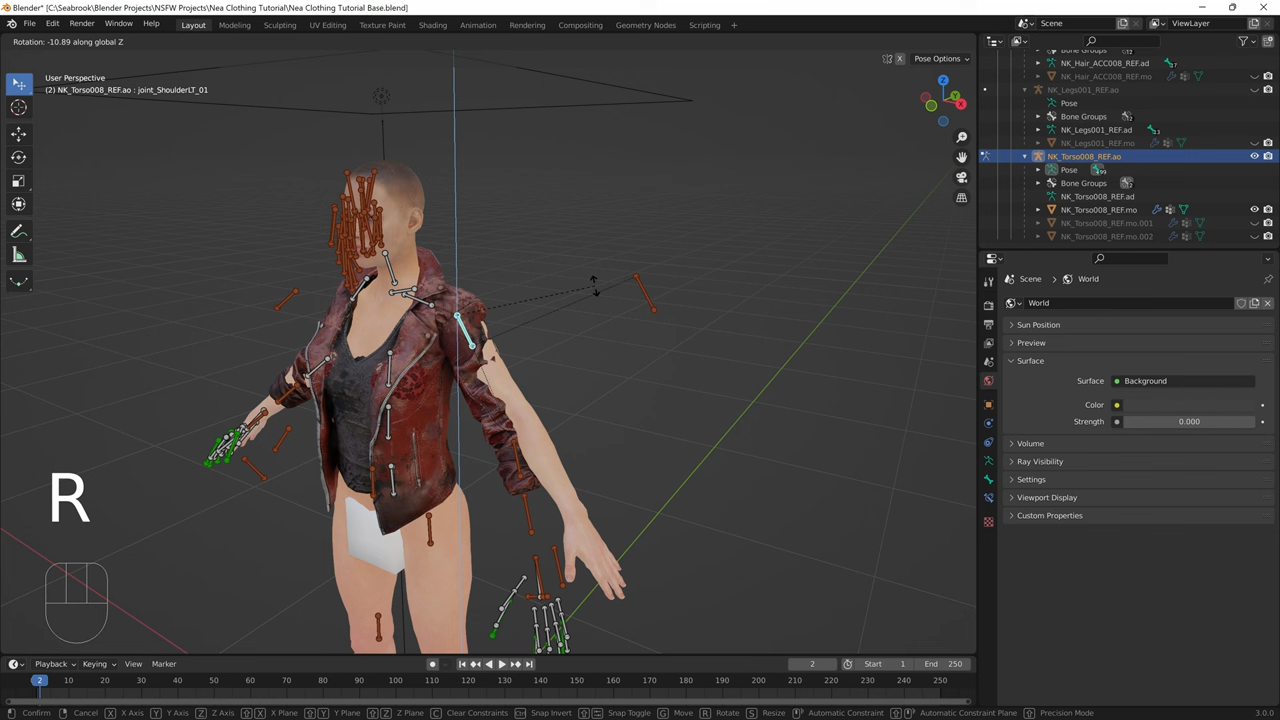 Blender* [C:\Seabrook\Blender Projects\NSFW Projects\Nea Clothing Tutorial\Nea Clothing Tutorial Base.blend]
File Edit Render Window Help Layout Modeling Sculpting UV Editing Texture Paint Shading Animation Rendering Compositing Geometry Nodes Scripting Scene ViewLayer
Rotation: -10.89 along global Z
X Pose Options
User Perspective
(2) NK_Torso008_REF.ao : joint_ShoulderLT_01
Z
Y
X
R
Bone Groups 12
NK_Hair_ACC008_REF.ad 7
NK_Hair_ACC008_REF.mo
NK_Legs001_REF.ao
Pose
Bone Groups 12
NK_Legs001_REF.ad 3
NK_Legs001_REF.mo
NK_Torso008_REF.ao
Pose 99
Bone Groups 12
NK_Torso008_REF.ad
NK_Torso008_REF.mo
NK_Torso008_REF.mo.001
NK_Torso008_REF.mo.002
Scene World
World
Sun Position
Preview
Surface
Surface Background
Color
Strength 0.000
Volume
Ray Visibility
Settings
Viewport Display
Custom Properties
Playback Keying View Marker 2 Start 1 End 250
2 10 20 30 40 50 60 70 80 90 100 110 120 130 140 150 160 170 180 190 200 210 220 230 240 250
Confirm Cancel X X Axis Y Y Axis Z Z Axis X X Plane Y Y Plane Z Z Plane C Clear Constraints Snap Invert Snap Toggle G Move R Rotate S Resize Automatic Constraint Automatic Constraint Plane Precision Mode 3.0.0